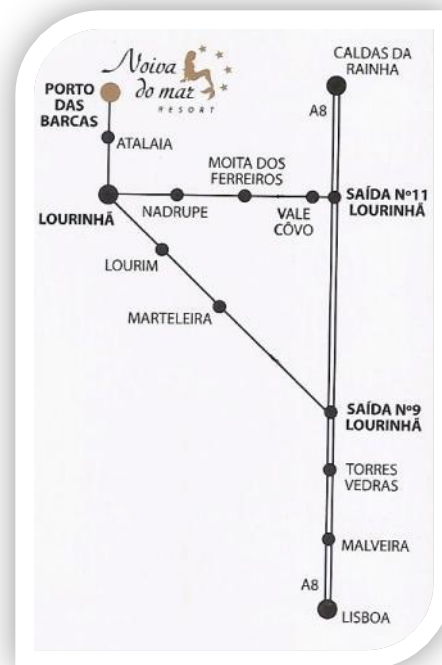 Noiva
do mar
RESORT
CALDAS DA
RAINHA
PORTO
DAS
BARCAS
A8
ATALAIA
MOITA DOS
FERREIROS
SAÍDA Nº11
LOURINHÃ
LOURINHÃ
NADRUPE
VALE
CÔVO
LOURIM
MARTELEIRA
SAÍDA Nº9
LOURINHÃ
TORRES
VEDRAS
MALVEIRA
A8
LISBOA